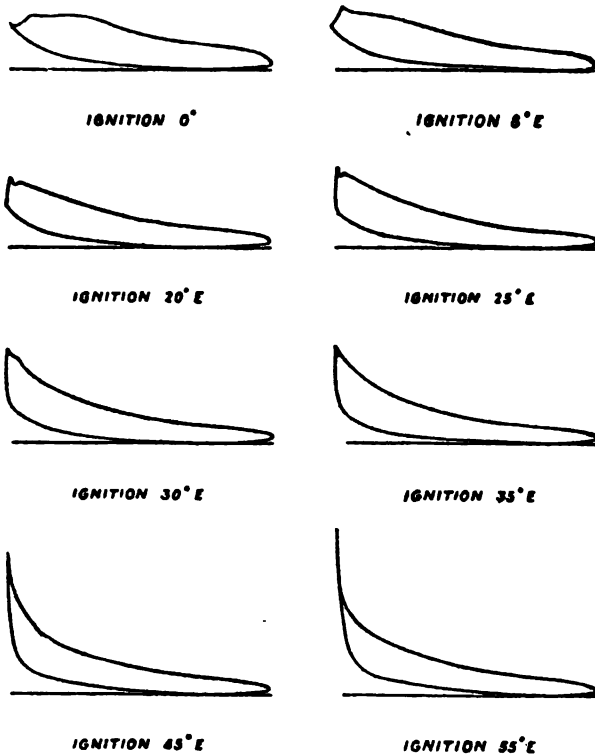 IGNITION 0°
IGNITION 8° E
IGNITION 20° E
IGNITION 25° E
IGNITION 30° E
IGNITION 35° E
IGNITION 45° E
IGNITION 55° E